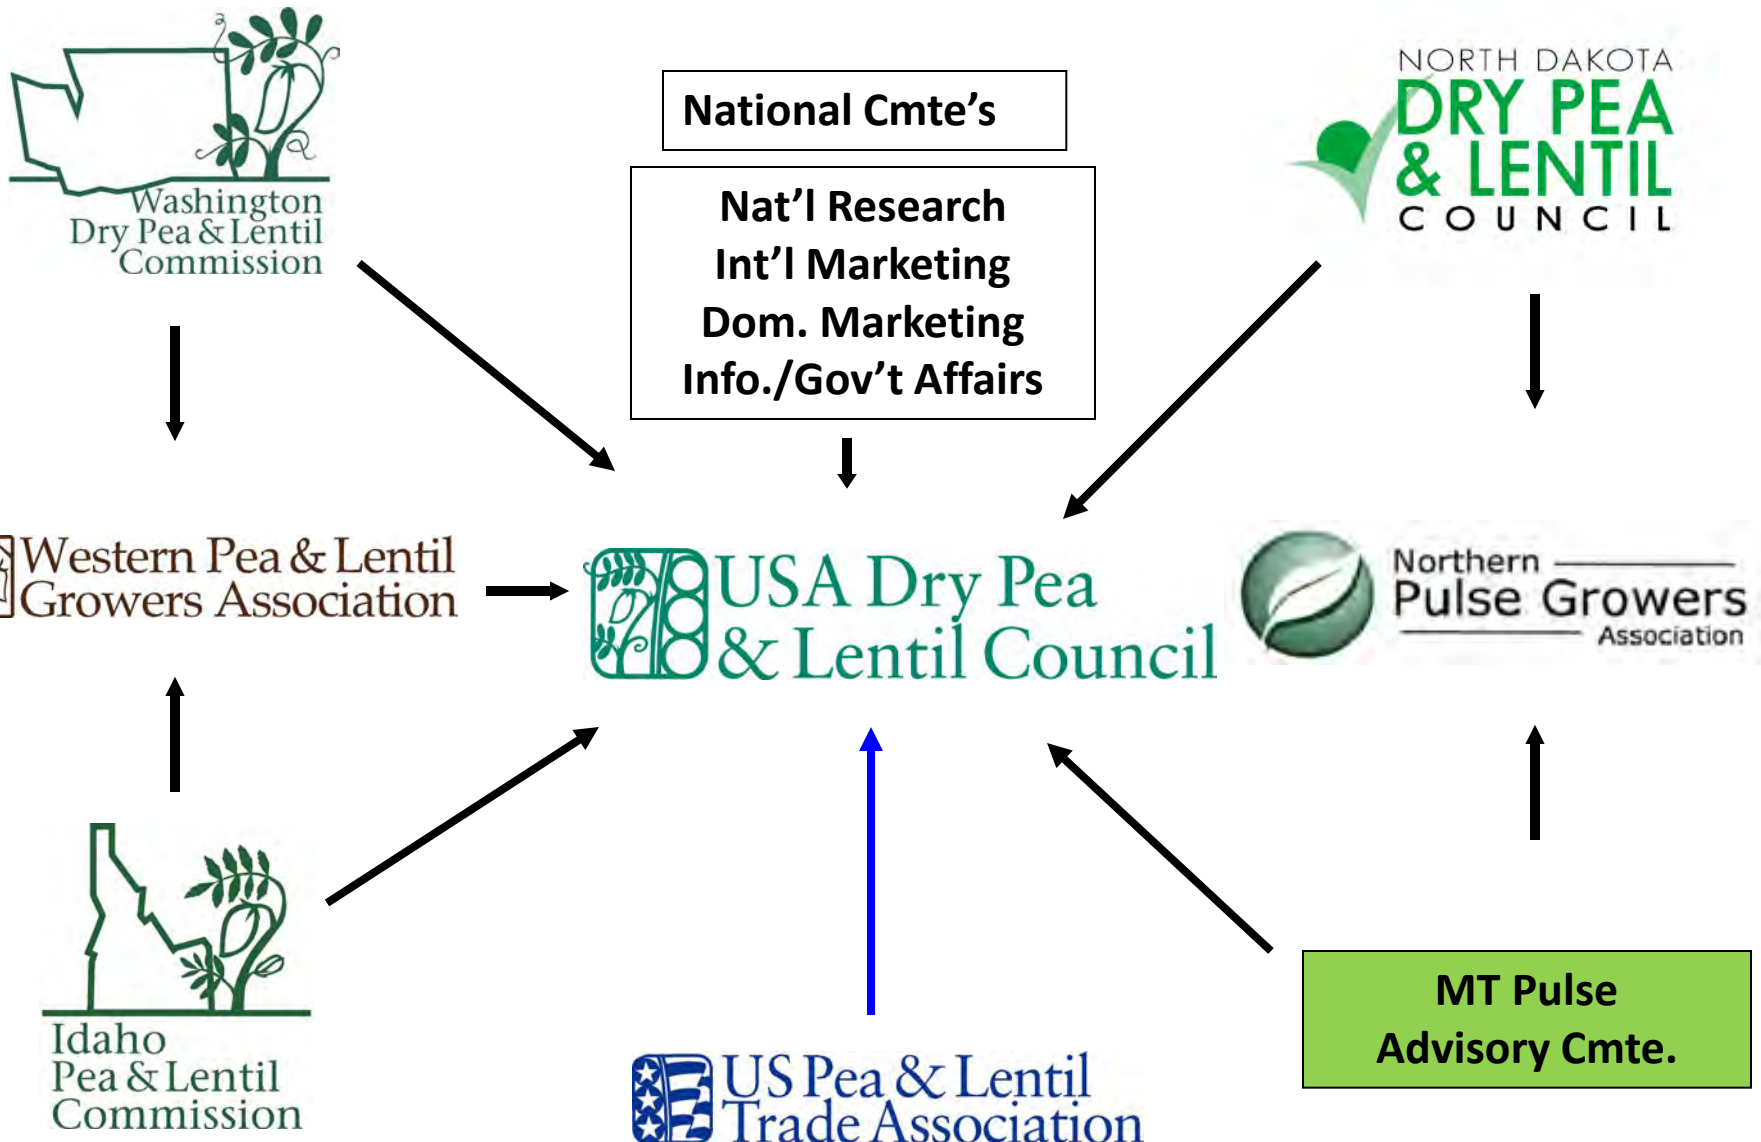 Washington
Dry Pea & Lentil
Commission
National Cmte’s
Nat’l Research
Int’l Marketing
Dom. Marketing
Info./Gov’t Affairs
NORTH DAKOTA
DRY PEA
& LENTIL
COUNCIL
Western Pea & Lentil
Growers Association
USA Dry Pea
& Lentil Council
Northern
Pulse Growers
Association
Idaho
Pea & Lentil
Commission
US Pea & Lentil
Trade Association
MT Pulse
Advisory Cmte.